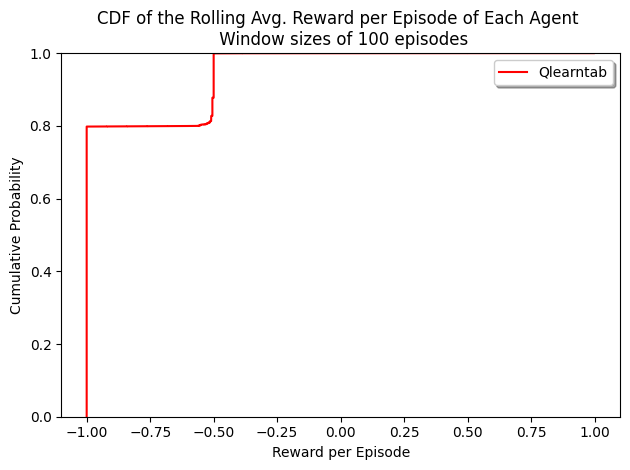 CDF of the Rolling Avg. Reward per Episode of Each Agent
Window sizes of 100 episodes
Qlearntab
1.0
0.8
0.6
0.4
0.2
0.0
Cumulative Probability
−1.00 −0.75 −0.50 −0.25 0.00 0.25 0.50 0.75 1.00
Reward per Episode